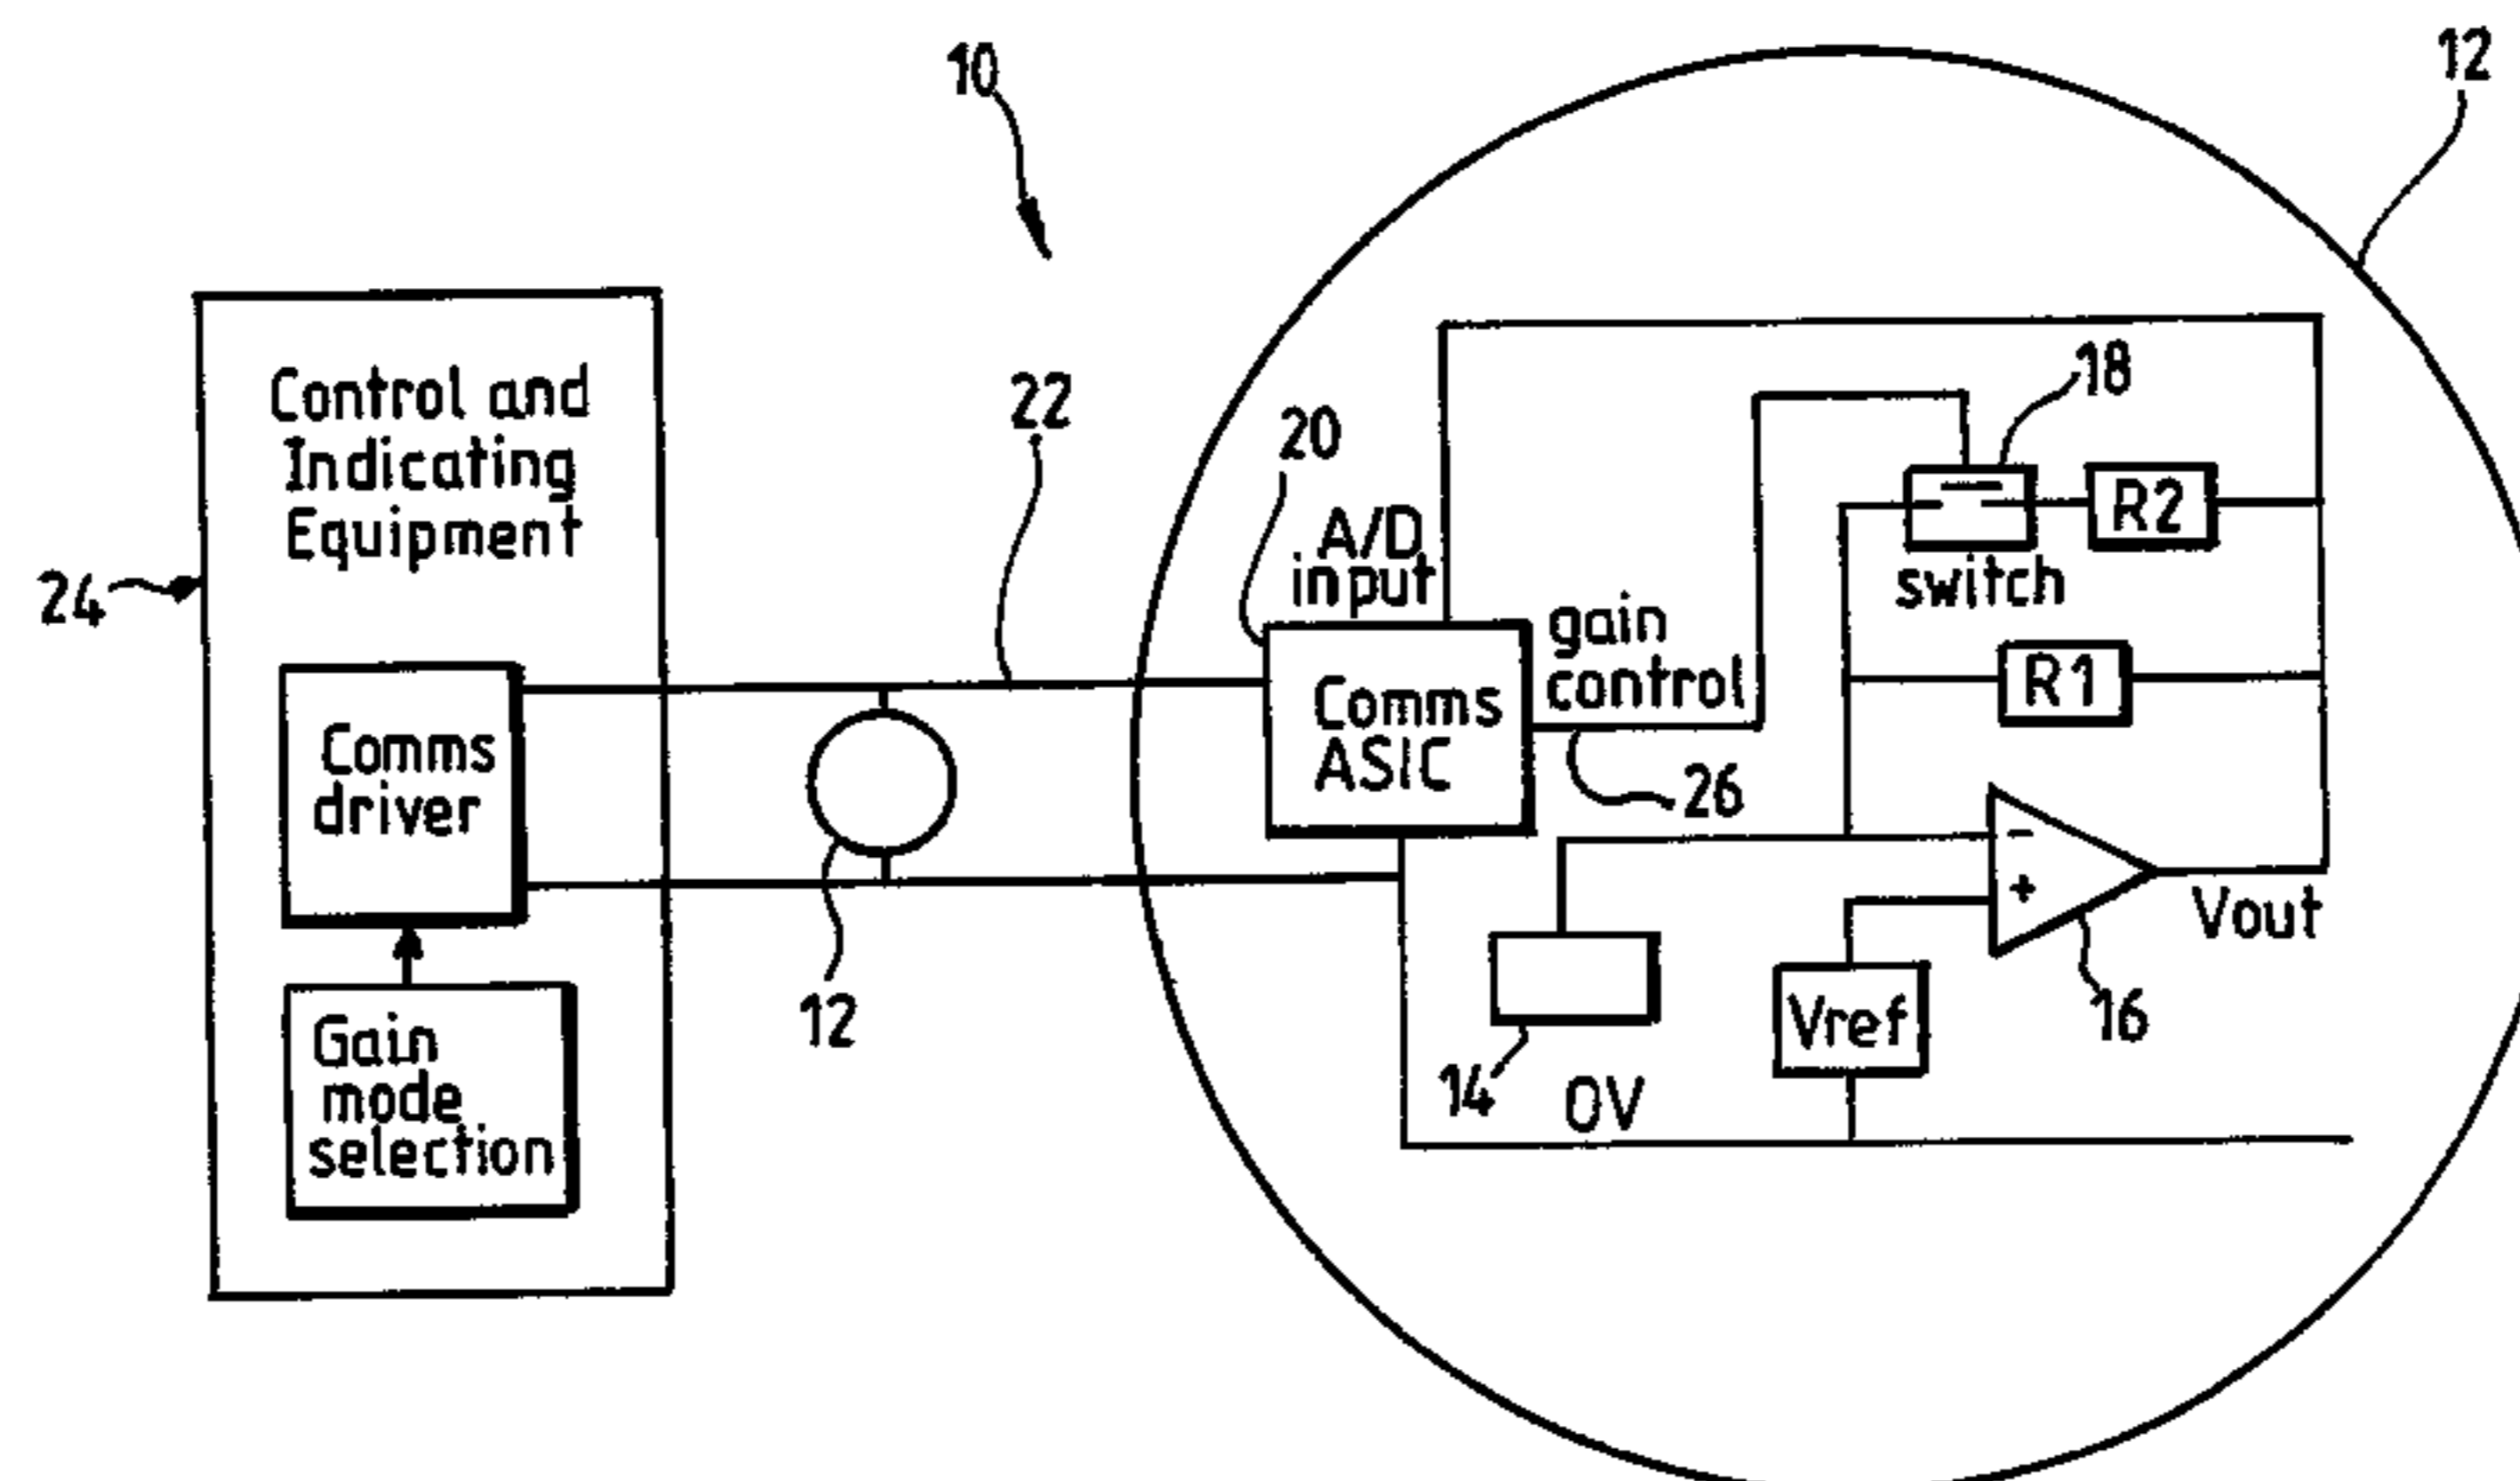 10
12
Control and
Indicating
Equipment
24
22
20
18
A/D
input
R2
switch
gain
control
R1
Comms
ASIC
26
Comms
driver
-
+
Vout
12
Gain
mode
selection
14
0V
Vref
16